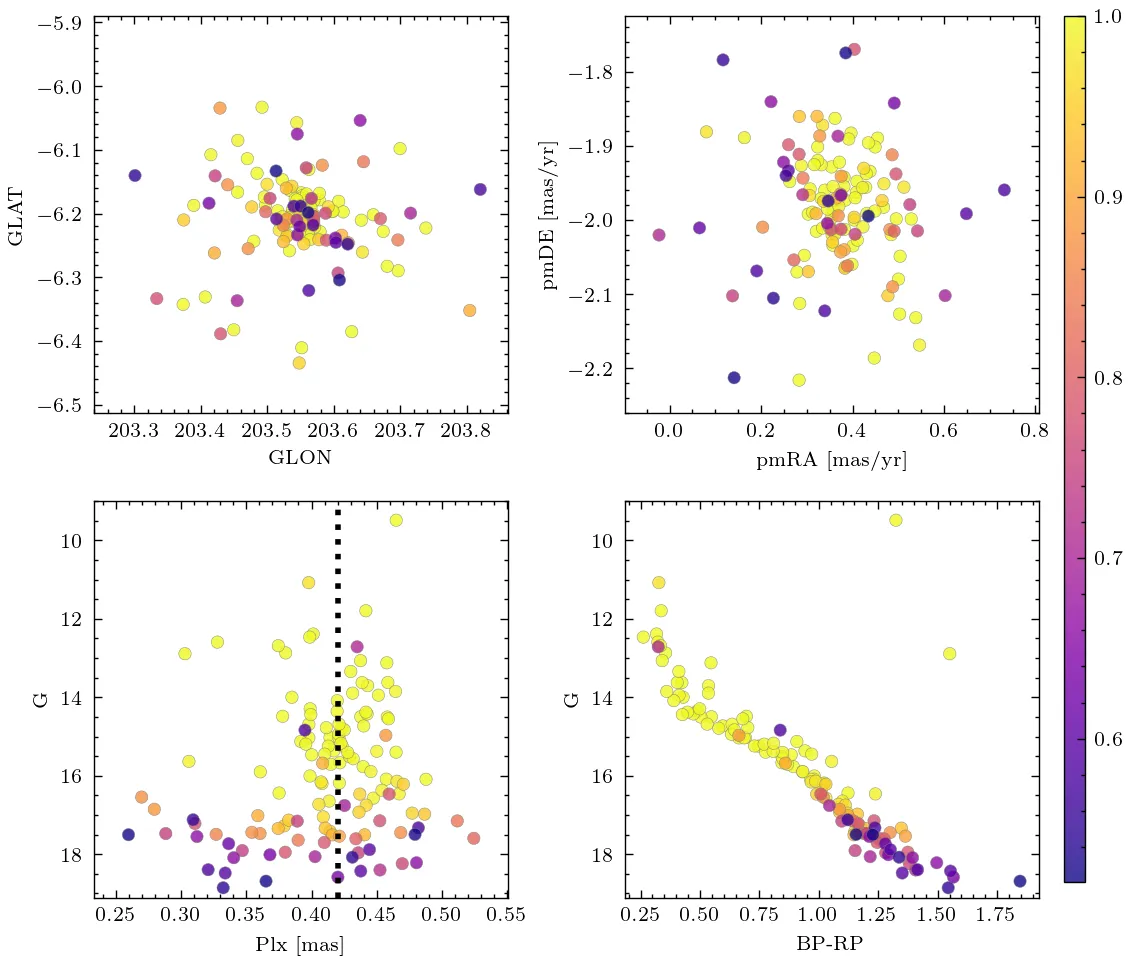 −5.9
−6.0
−6.1
−6.2
−6.3
−6.4
−6.5
GLAT
203.3 203.4 203.5 203.6 203.7 203.8
GLON
−1.8
−1.9
−2.0
−2.1
−2.2
pmDE [mas/yr]
0.0 0.2 0.4 0.6 0.8
pmRA [mas/yr]
1.0
0.9
0.8
0.7
0.6
10
12
14
16
18
G
0.25 0.30 0.35 0.40 0.45 0.50 0.55
Plx [mas]
10
12
14
16
18
G
0.25 0.50 0.75 1.00 1.25 1.50 1.75
BP-RP